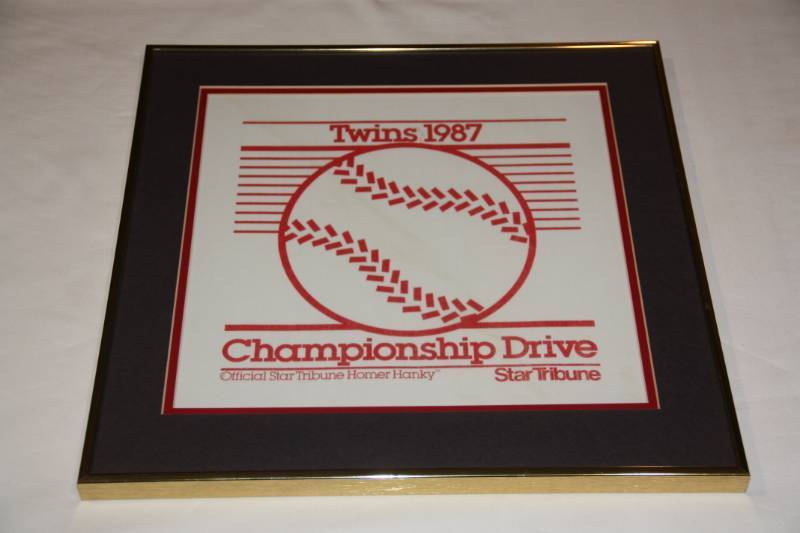 Twins 1987
Championship Drive
©Official Star Tribune Homer Hanky™
Star Tribune